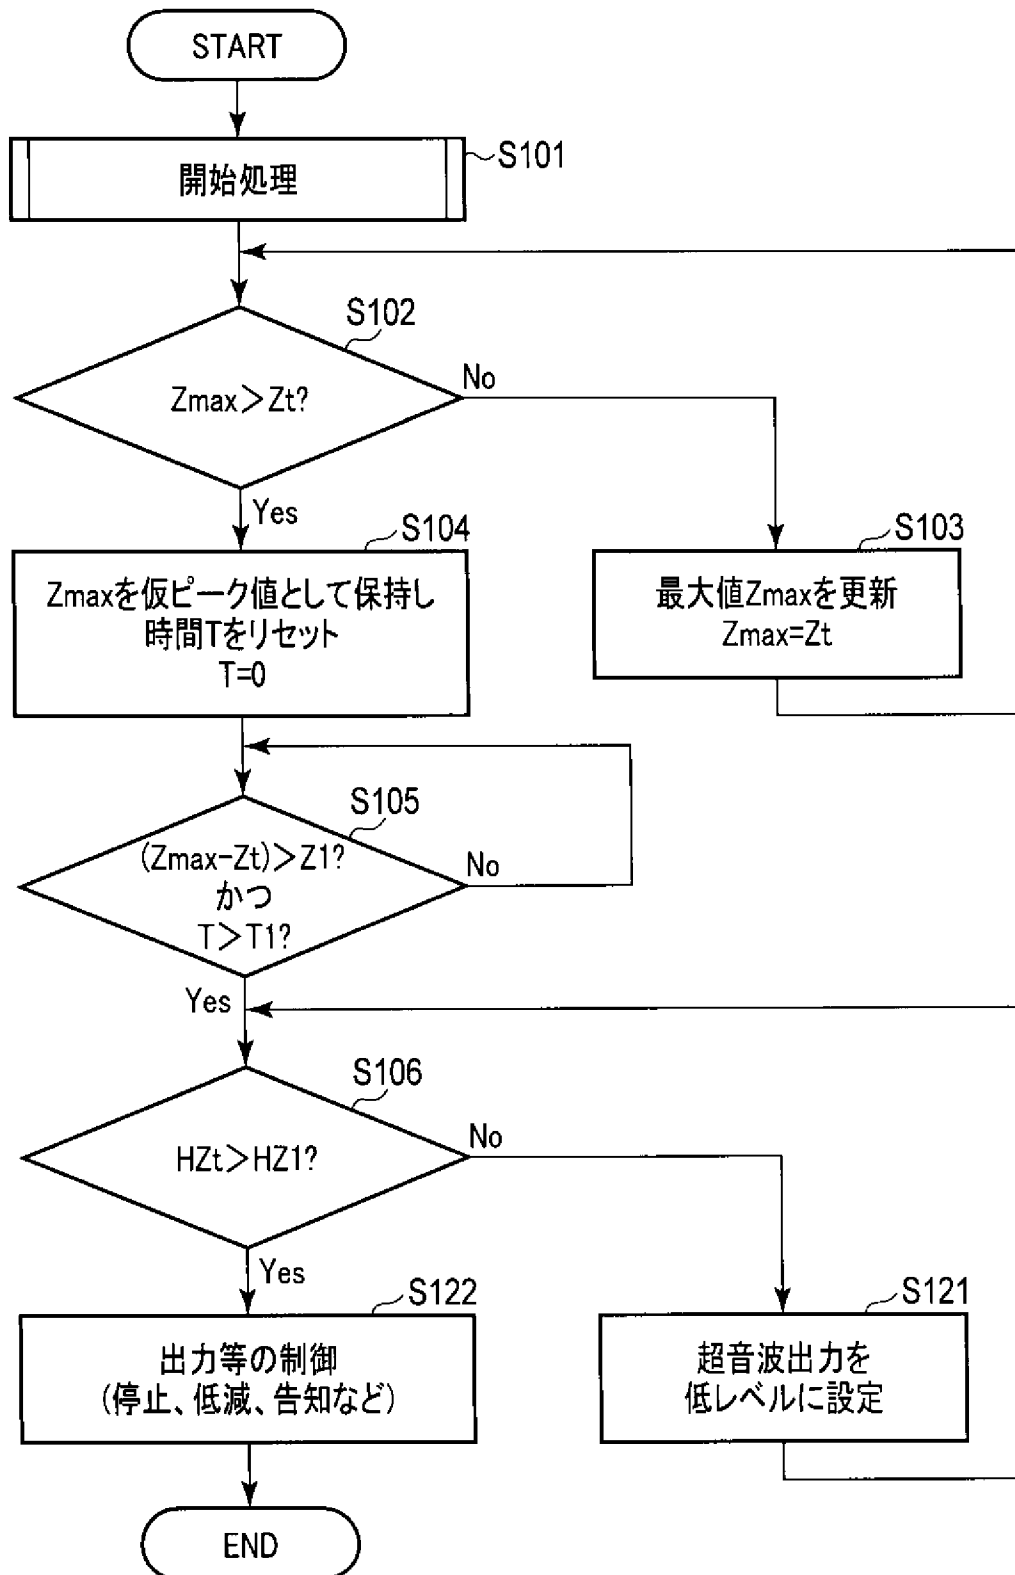 START
開始処理
S101
S102
Zmax＞Zt?
No
Yes
S104
Zmaxを仮ピーク値として保持し
時間Tをリセット
T=0
S103
最大値Zmaxを更新
Zmax=Zt
S105
(Zmax-Zt)＞Z1?
かつ
T＞T1?
No
Yes
S106
HZt＞HZ1?
No
Yes
S122
出力等の制御
(停止、低減、告知など)
S121
超音波出力を
低レベルに設定
END